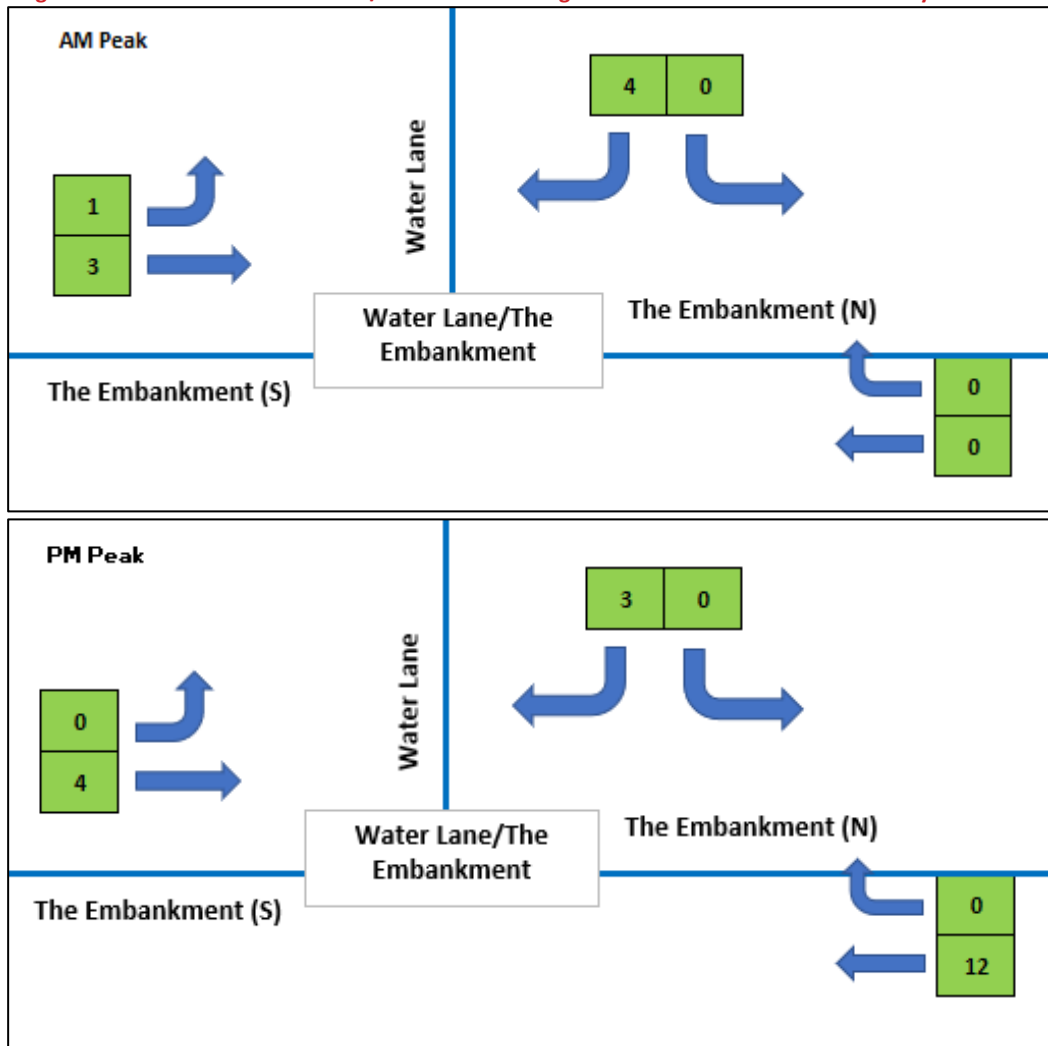 AM Peak
4 0
Water Lane
1
3
Water Lane/The
Embankment
The Embankment (N)
The Embankment (S)
0
0
PM Peak
3 0
Water Lane
0
4
Water Lane/The
Embankment
The Embankment (N)
The Embankment (S)
0
12